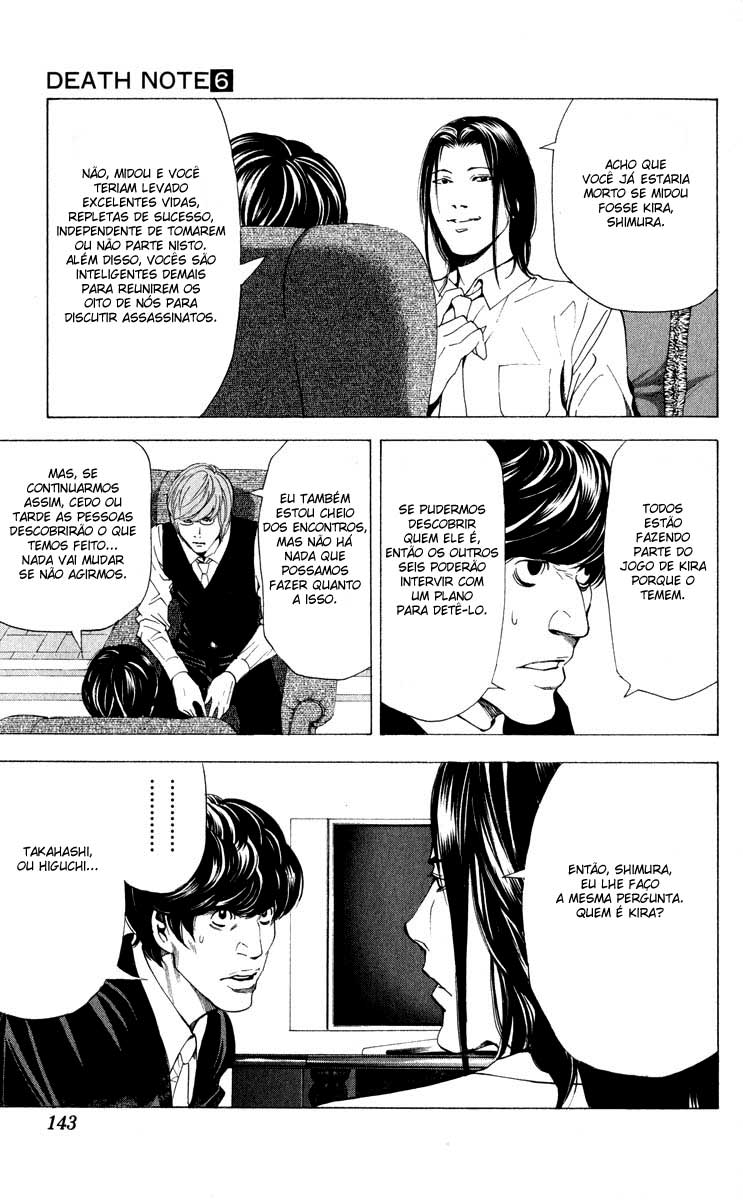 DEATH NOTE 6
ACHO QUE
VOCÊ JÁ ESTARIA
MORTO SE MIDOU
FOSSE KIRA,
SHIMURA.
NÃO, MIDOU E VOCÊ
TERIAM LEVADO
EXCELENTES VIDAS,
REPLETAS DE SUCESSO,
INDEPENDENTE DE TOMAREM
OU NÃO PARTE NISTO.
ALÉM DISSO, VOCÊS SÃO
INTELIGENTES DEMAIS
PARA REUNIREM OS
OITO DE NÓS PARA
DISCUTIR ASSASSINATOS.
TODOS
ESTÃO
FAZENDO
PARTE DO
JOGO DE KIRA
PORQUE O
TEMEM.
SE PUDERMOS
DESCOBRIR
QUEM ELE É,
ENTÃO OS OUTROS
SEIS PODERÃO
INTERVIR COM
UM PLANO
PARA DETÊ-LO.
EU TAMBÉM
ESTOU CHEIO
DOS ENCONTROS,
MAS NÃO HÁ
NADA QUE
POSSAMOS
FAZER QUANTO
A ISSO.
MAS, SE
CONTINUARMOS
ASSIM, CEDO OU
TARDE AS PESSOAS
DESCOBRIRÃO O QUE
TEMOS FEITO...
NADA VAI MUDAR
SE NÃO AGIRMOS.
ENTÃO, SHIMURA,
EU LHE FAÇO
A MESMA PERGUNTA.
QUEM É KIRA?
TAKAHASHI,
OU HIGUCHI...
143